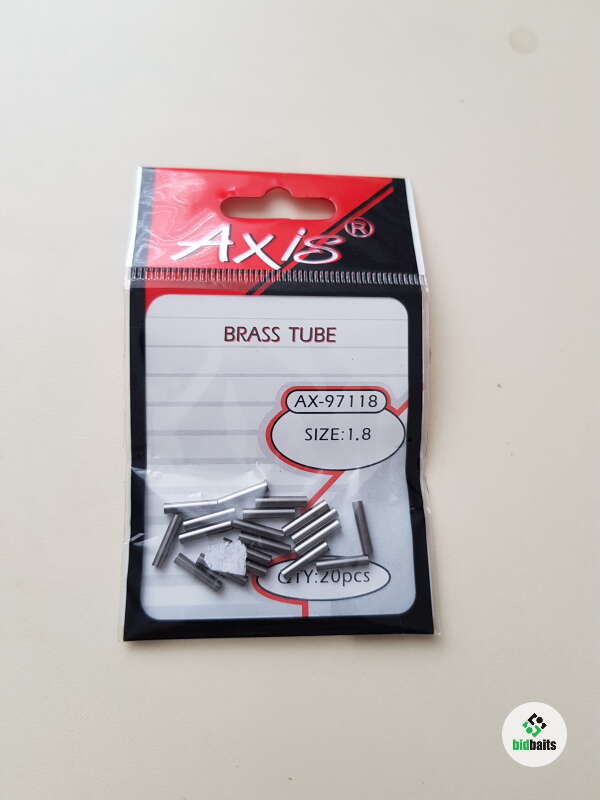 Axis®
BRASS TUBE
AX-97118
SIZE:1.8
QTY:20pcs
bidbaits